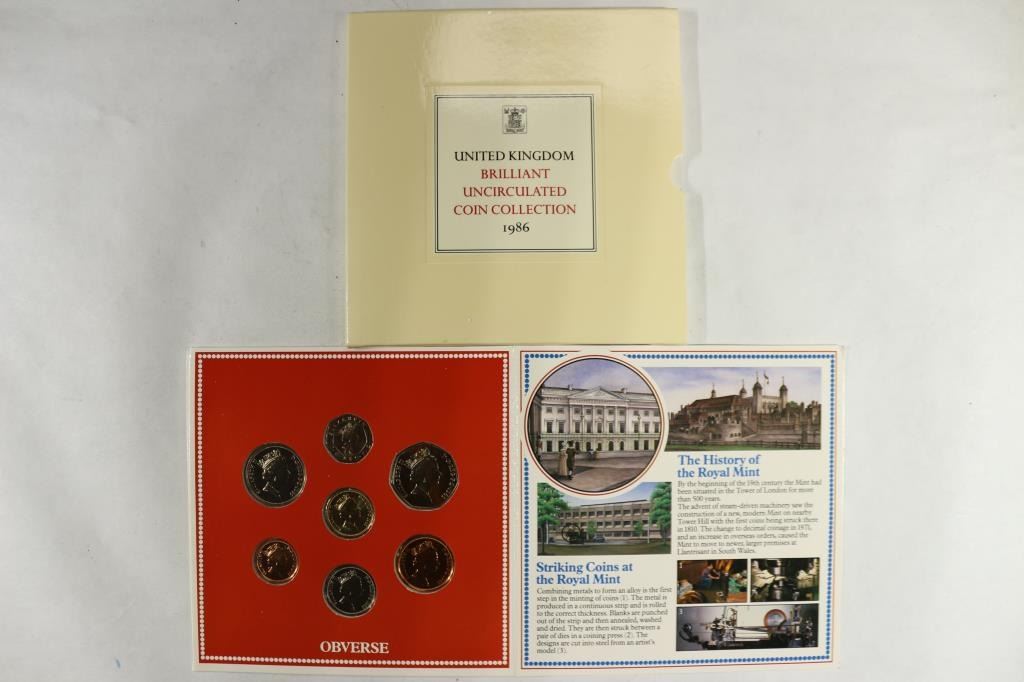 UNITED KINGDOM
BRILLIANT
UNCIRCULATED
COIN COLLECTION
1986
OBVERSE
The History of
the Royal Mint
By the beginning of the 19th century the Mint had
been situated in the Tower of London for more
than 500 years.
The advent of steam-driven machinery saw the
construction of a new, modern Mint on nearby
Tower Hill with the first coins being struck there
in 1810. The change to decimal coinage in 1971,
and an increase in overseas orders, caused the
Mint to move to newer, larger premises at
Llantrisant in South Wales.
Striking Coins at
the Royal Mint
Combining metals to form an alloy is the first
step in the minting of coins (1). The metal is
produced in a continuous strip and is rolled
to the correct thickness. Blanks are punched
out of the strip and then annealed, washed
and dried. They are then struck between a
pair of dies in a coining press (2). The
designs are cut into steel from an artist's
model (3).
1
3